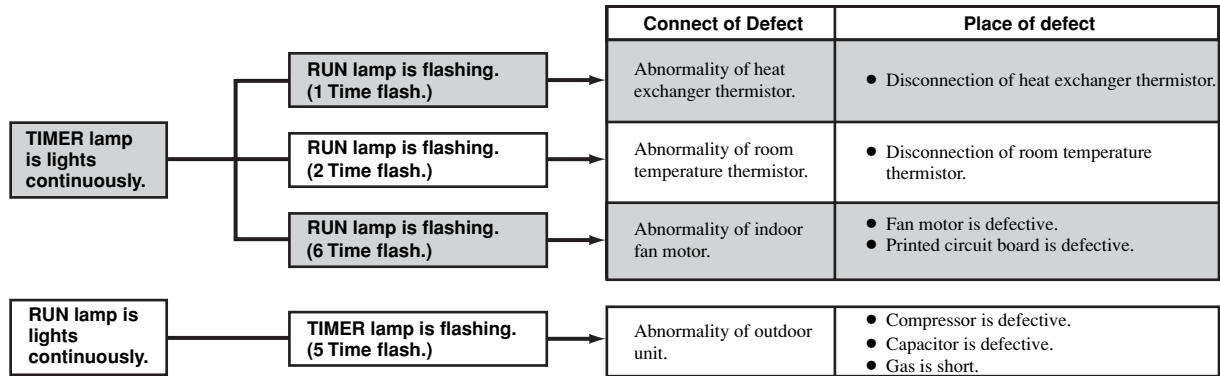 Connect of Defect
Place of defect
TIMER lamp
is lights
continuously.
RUN lamp is flashing.
(1 Time flash.)
Abnormality of heat
exchanger thermistor.
● Disconnection of heat exchanger thermistor.
RUN lamp is flashing.
(2 Time flash.)
Abnormality of room
temperature thermistor.
● Disconnection of room temperature
thermistor.
RUN lamp is flashing.
(6 Time flash.)
Abnormality of indoor
fan motor.
● Fan motor is defective.
● Printed circuit board is defective.
RUN lamp is
lights
continuously.
TIMER lamp is flashing.
(5 Time flash.)
Abnormality of outdoor
unit.
● Compressor is defective.
● Capacitor is defective.
● Gas is short.